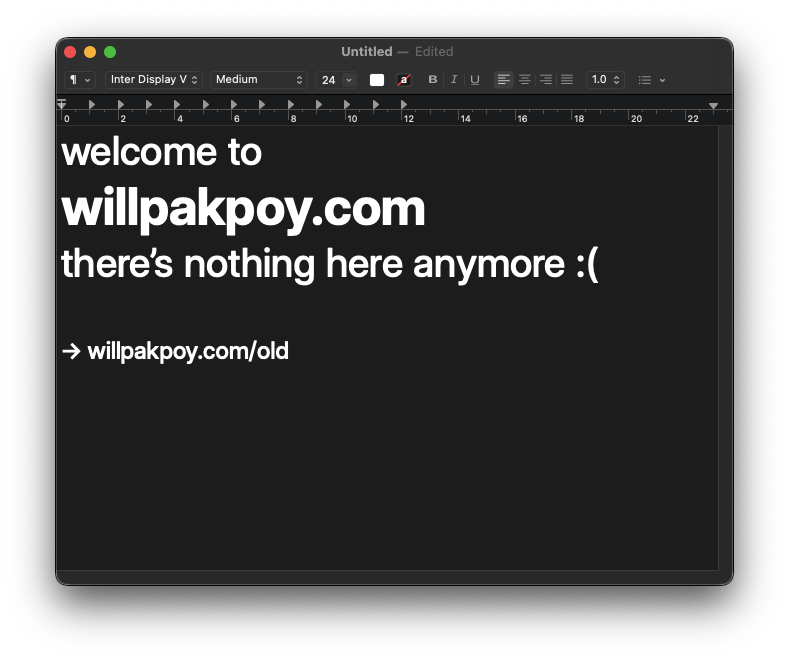 Untitled — Edited
¶ Inter Display V Medium 24 a B I U 1.0
0 2 4 6 8 10 12 14 16 18 20 22
welcome to
willpakpoy.com
there’s nothing here anymore :(
→ willpakpoy.com/old